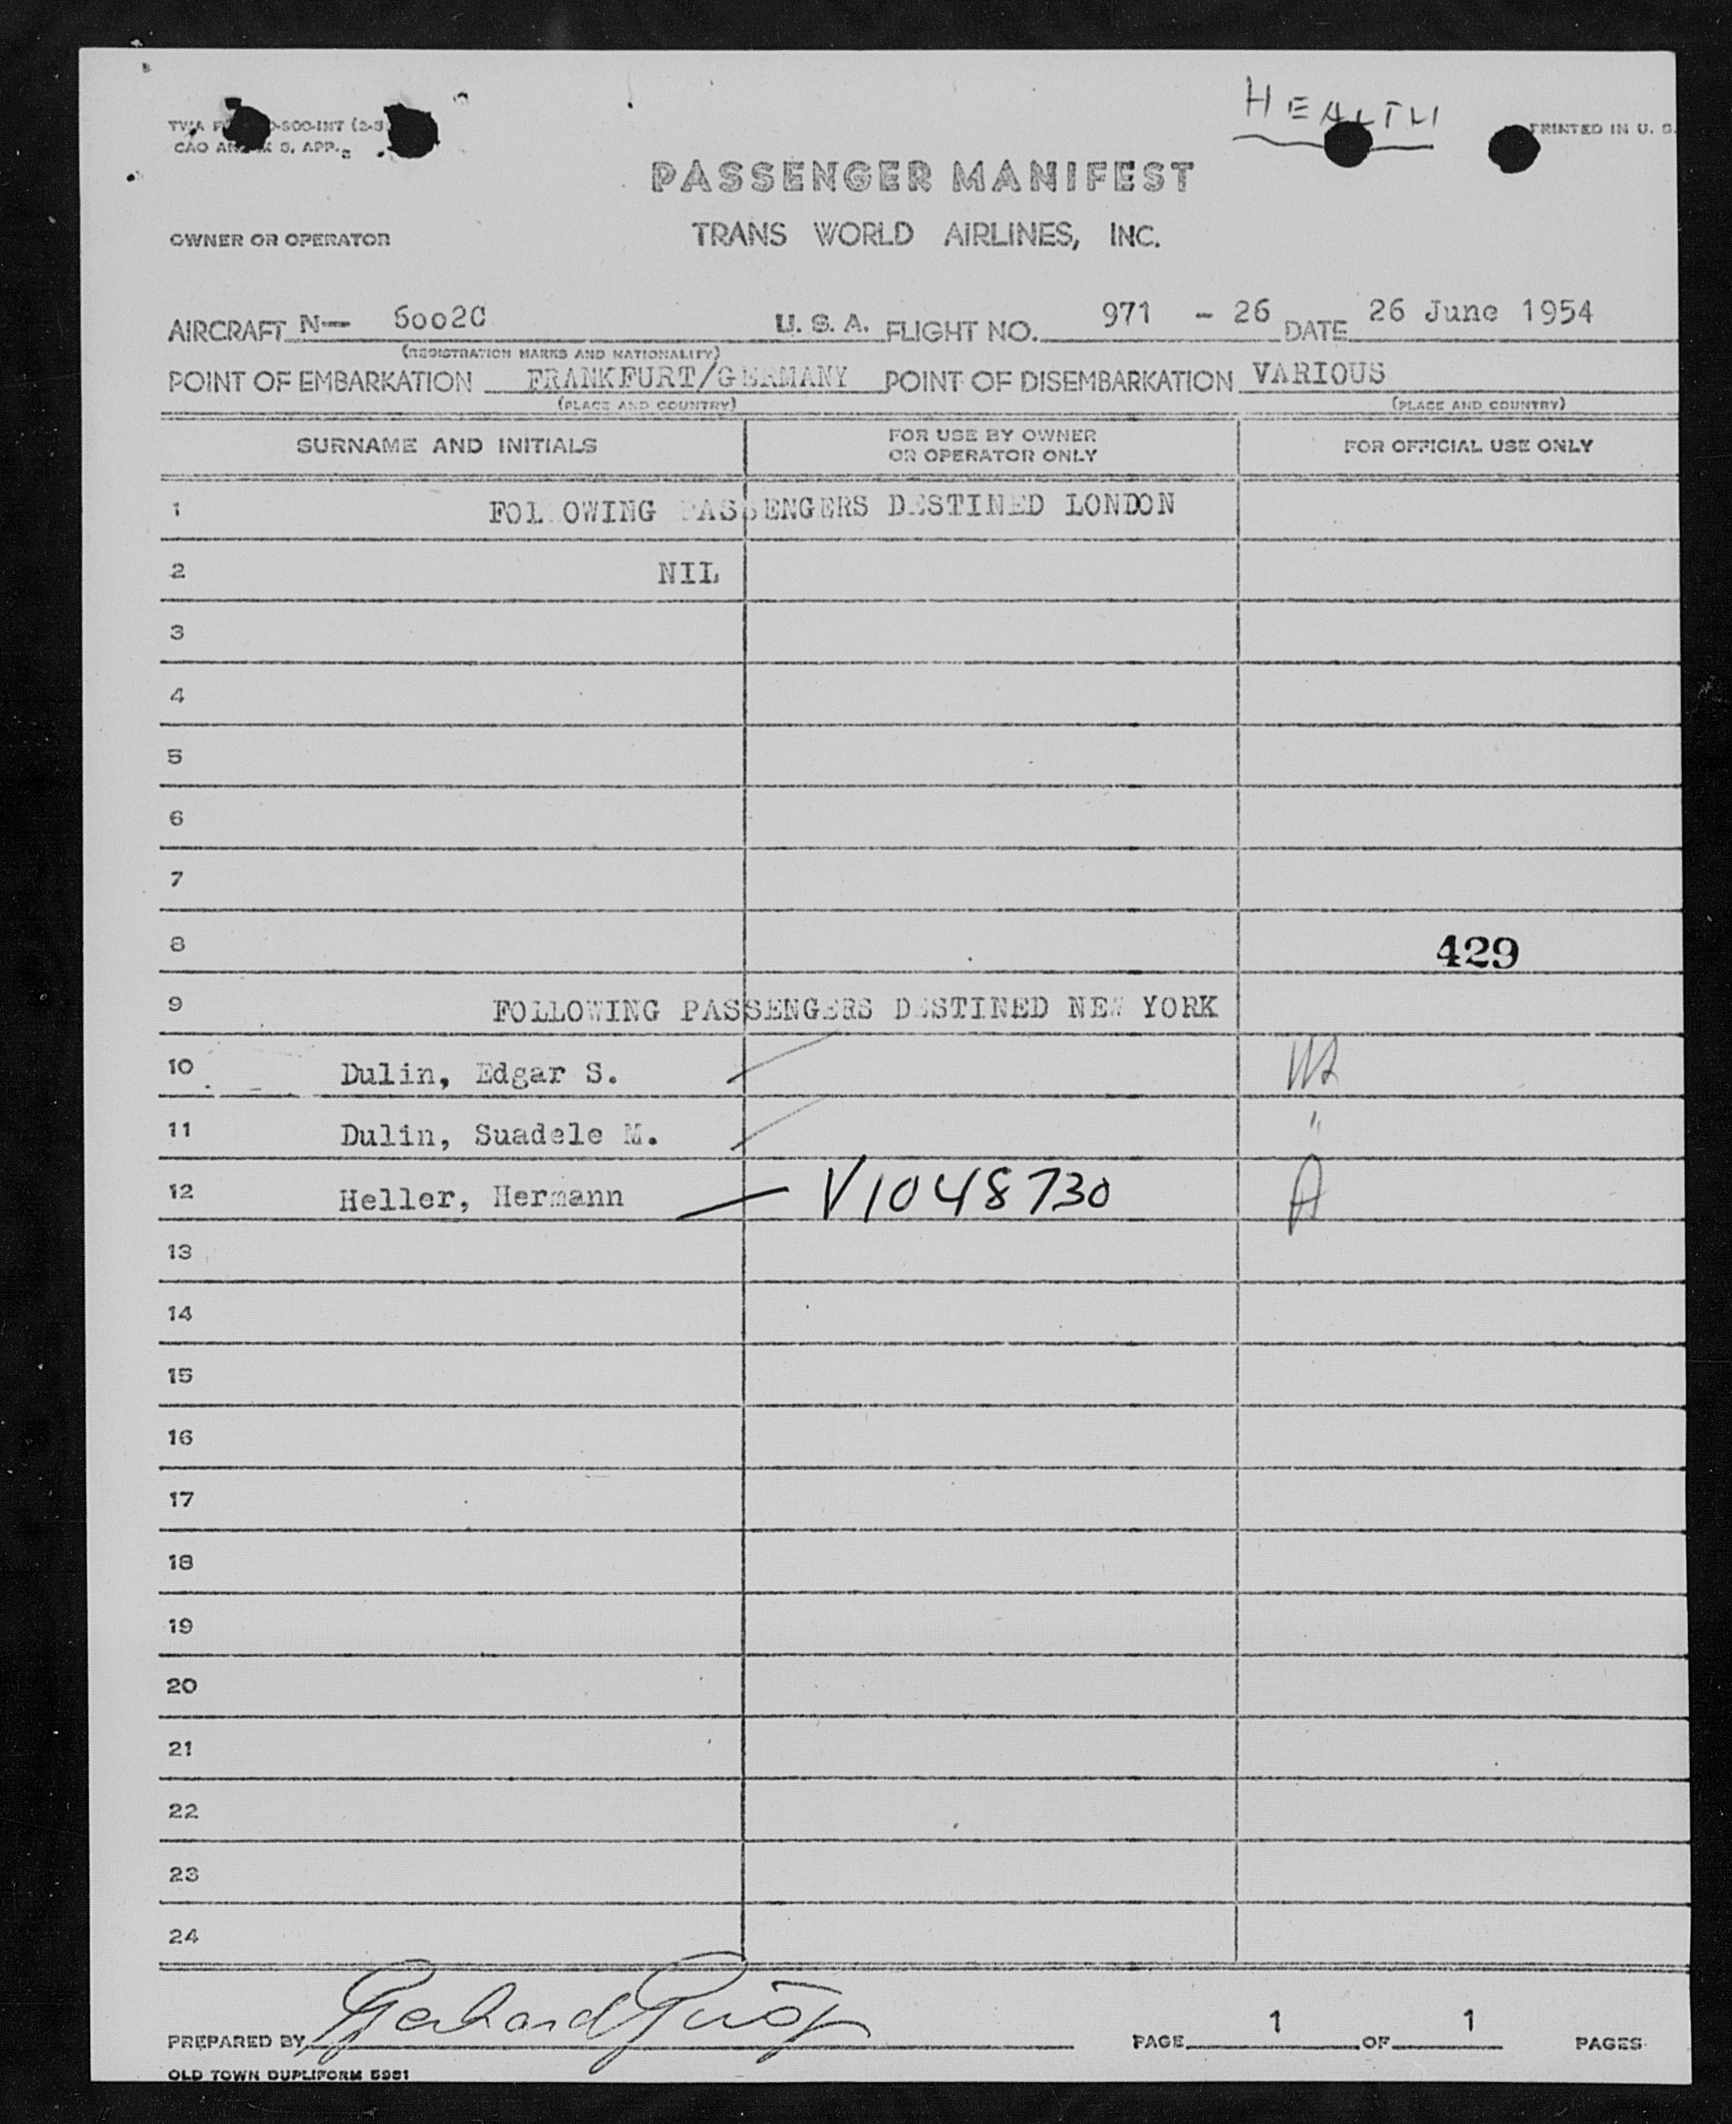 HEALTH
PRINTED IN U. S.
CAO APP.
PASSENGER MANIFEST
OWNER OR OPERATOR TRANS WORLD AIRLINES, INC.
AIRCRAFT N— 6002C U. S. A. FLIGHT NO. 971 - 26 DATE 26 June 1954
(REGISTRATION MARKS AND NATIONALITY)
POINT OF EMBARKATION FRANKFURT/GERMANY POINT OF DISEMBARKATION VARIOUS
(PLACE AND COUNTRY) (PLACE AND COUNTRY)
SURNAME AND INITIALS FOR USE BY OWNER OR OPERATOR ONLY FOR OFFICIAL USE ONLY
1 FOLLOWING PASSENGERS DESTINED LONDON
2 NIL
3
4
5
6
7
8 429
9 FOLLOWING PASSENGERS DESTINED NEW YORK
10 Dulin, Edgar S.
11 Dulin, Suadele M. "
12 Heller, Hermann — V1048730 A
13
14
15
16
17
18
19
20
21
22
23
24
PREPARED BY Gerhard PAGE 1 OF 1 PAGES
OLD TOWN DUPLIFORM 5981